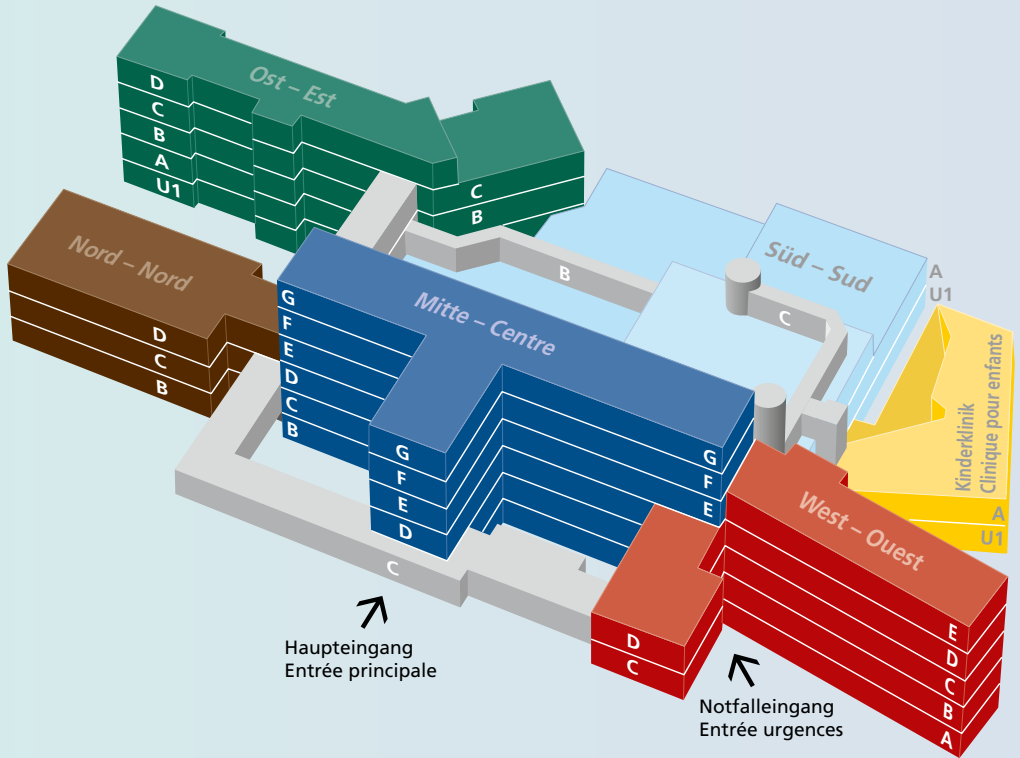 Ost – Est
D
C
B
A
U1
C
B
Nord – Nord
D
C
B
Mitte – Centre
G
F
E
D
C
B
G
F
E
D
G
F
E
B
C
Süd – Sud
A
U1
Kinderklinik
Clinique pour enfants
A
U1
West – Ouest
E
D
C
B
A
D
C
C
Haupteingang
Entrée principale
Notfalleingang
Entrée urgences